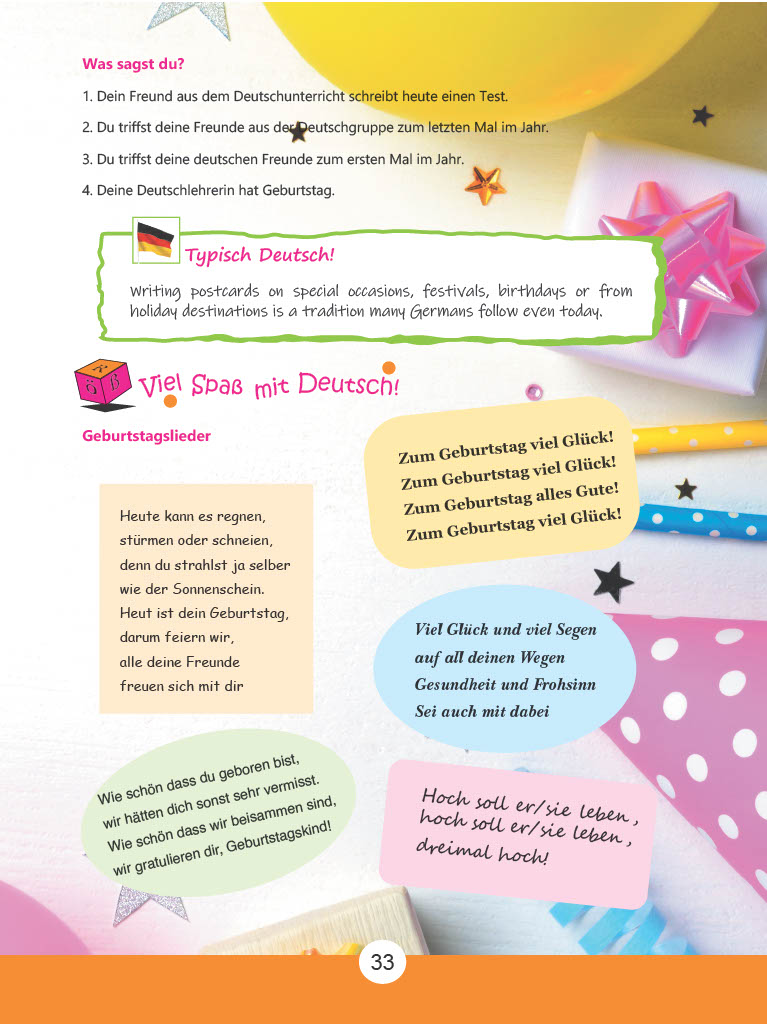 Was sagst du?
1. Dein Freund aus dem Deutschunterricht schreibt heute einen Test.
2. Du triffst deine Freunde aus der Deutschgruppe zum letzten Mal im Jahr.
3. Du triffst deine deutschen Freunde zum ersten Mal im Jahr.
4. Deine Deutschlehrerin hat Geburtstag.
Typisch Deutsch!
Writing postcards on special occasions, festivals, birthdays or from
holiday destinations is a tradition many Germans follow even today.
Ä
Ö ß
Viel Spaß mit Deutsch!
Geburtstagslieder
Zum Geburtstag viel Glück!
Zum Geburtstag viel Glück!
Zum Geburtstag alles Gute!
Zum Geburtstag viel Glück!
Heute kann es regnen,
stürmen oder schneien,
denn du strahlst ja selber
wie der Sonnenschein.
Heut ist dein Geburtstag,
darum feiern wir,
alle deine Freunde
freuen sich mit dir
Viel Glück und viel Segen
auf all deinen Wegen
Gesundheit und Frohsinn
Sei auch mit dabei
Wie schön dass du geboren bist,
wir hätten dich sonst sehr vermisst.
Wie schön dass wir beisammen sind,
wir gratulieren dir, Geburtstagskind!
Hoch soll er/sie leben,
hoch soll er/sie leben,
dreimal hoch!
33